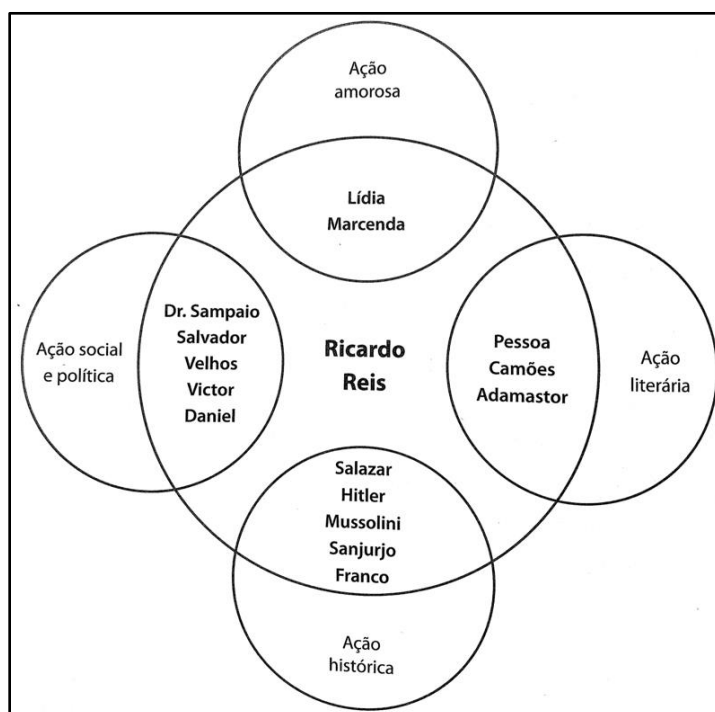 Ação
amorosa
Lídia
Marcenda
Ação social
e política
Dr. Sampaio
Salvador
Velhos
Victor
Daniel
Ricardo
Reis
Pessoa
Camões
Adamastor
Ação
literária
Salazar
Hitler
Mussolini
Sanjurjo
Franco
Ação
histórica